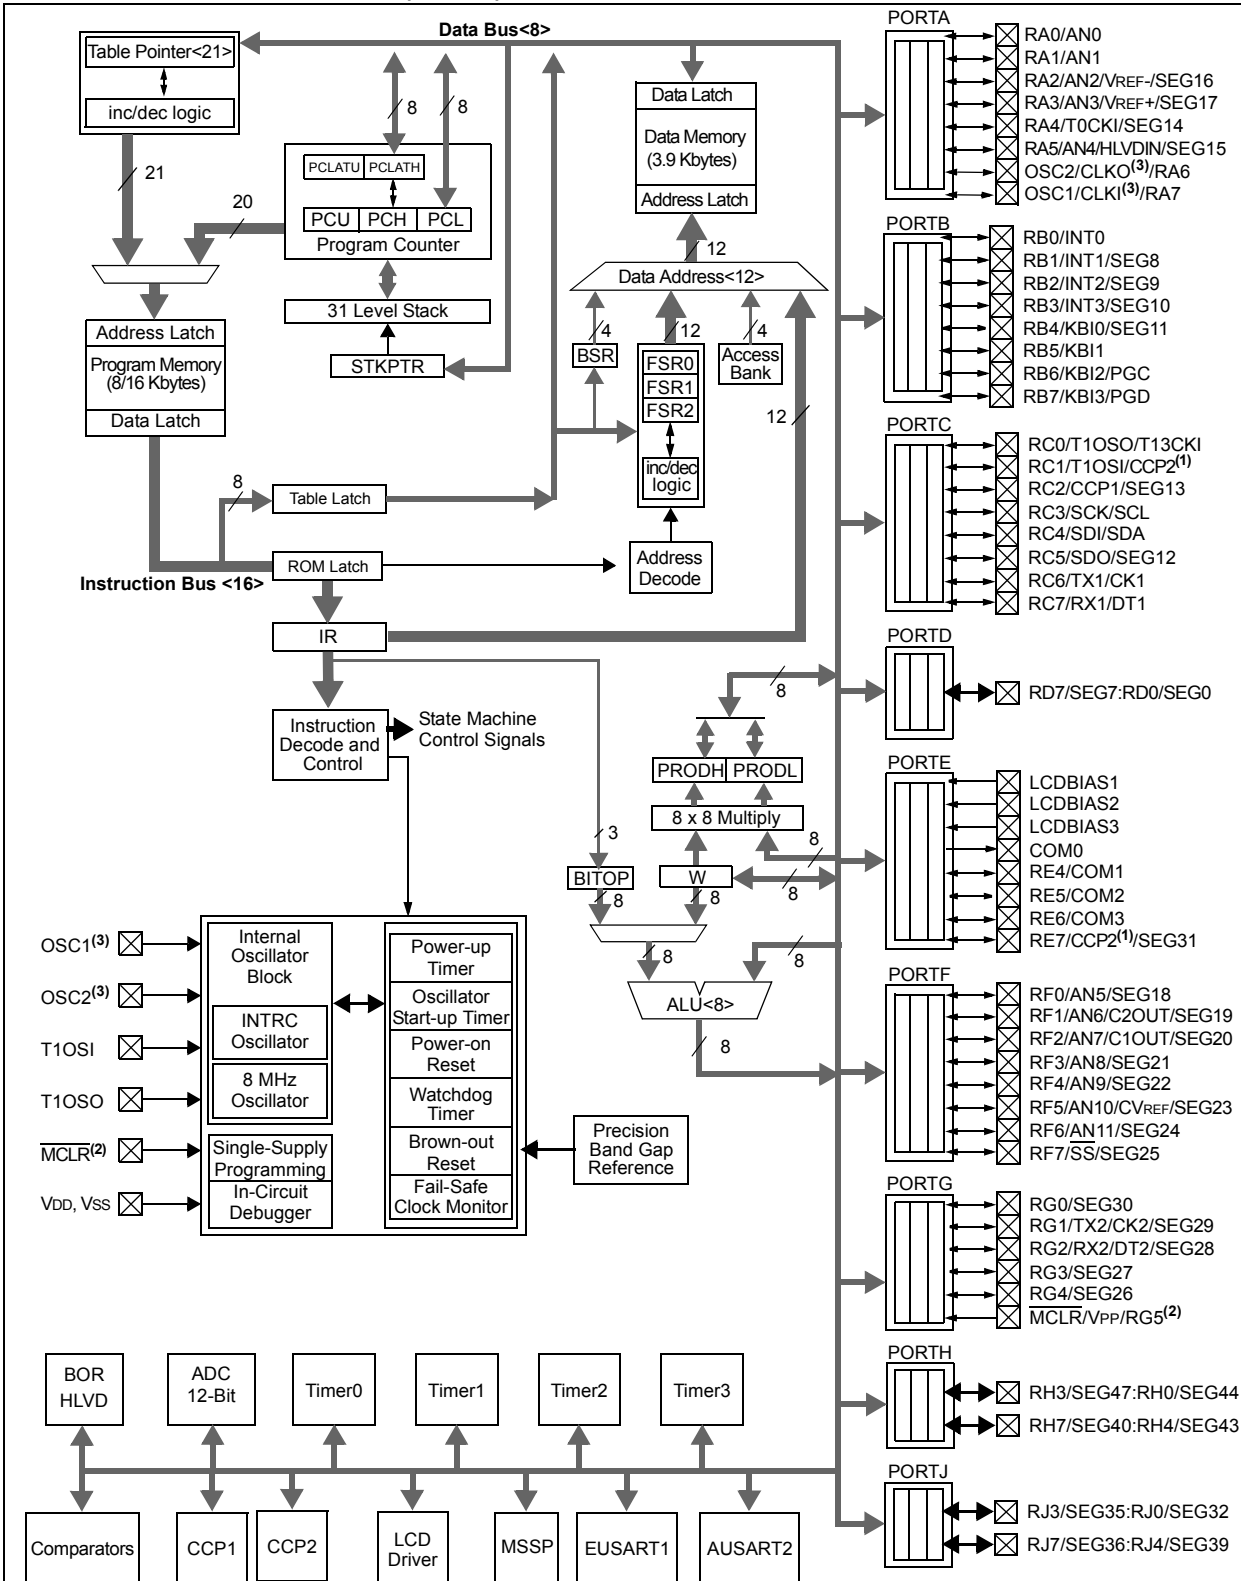 Data Bus<8>
Table Pointer<21>
inc/dec logic
21
20
8
8
PCLATU PCLATH
PCU PCH PCL
Program Counter
31 Level Stack
STKPTR
Address Latch
Program Memory
(8/16 Kbytes)
Data Latch
8
Table Latch
Instruction Bus <16>
ROM Latch
IR
Instruction
Decode and
Control
State Machine
Control Signals
Data Latch
Data Memory
(3.9 Kbytes)
Address Latch
12
Data Address<12>
4
12
4
BSR
FSR0
FSR1
FSR2
inc/dec
logic
Access
Bank
12
Address
Decode
8
PRODH PRODL
8 x 8 Multiply
3
8
BITOP
W
8
8
8
8
8
ALU<8>
8
OSC1(3)
OSC2(3)
T1OSI
T1OSO
MCLR(2)
VDD, VSS
Internal
Oscillator
Block
INTRC
Oscillator
8 MHz
Oscillator
Single-Supply
Programming
In-Circuit
Debugger
Power-up
Timer
Oscillator
Start-up Timer
Power-on
Reset
Watchdog
Timer
Brown-out
Reset
Fail-Safe
Clock Monitor
Precision
Band Gap
Reference
BOR
HLVD
ADC
12-Bit
Timer0
Timer1
Timer2
Timer3
Comparators
CCP1
CCP2
LCD
Driver
MSSP
EUSART1
AUSART2
PORTA
RA0/AN0
RA1/AN1
RA2/AN2/VREF-/SEG16
RA3/AN3/VREF+/SEG17
RA4/T0CKI/SEG14
RA5/AN4/HLVDIN/SEG15
OSC2/CLKO(3)/RA6
OSC1/CLKI(3)/RA7
PORTB
RB0/INT0
RB1/INT1/SEG8
RB2/INT2/SEG9
RB3/INT3/SEG10
RB4/KBI0/SEG11
RB5/KBI1
RB6/KBI2/PGC
RB7/KBI3/PGD
PORTC
RC0/T1OSO/T13CKI
RC1/T1OSI/CCP2(1)
RC2/CCP1/SEG13
RC3/SCK/SCL
RC4/SDI/SDA
RC5/SDO/SEG12
RC6/TX1/CK1
RC7/RX1/DT1
PORTD
RD7/SEG7:RD0/SEG0
PORTE
LCDBIAS1
LCDBIAS2
LCDBIAS3
COM0
RE4/COM1
RE5/COM2
RE6/COM3
RE7/CCP2(1)/SEG31
PORTF
RF0/AN5/SEG18
RF1/AN6/C2OUT/SEG19
RF2/AN7/C1OUT/SEG20
RF3/AN8/SEG21
RF4/AN9/SEG22
RF5/AN10/CVREF/SEG23
RF6/AN11/SEG24
RF7/SS/SEG25
PORTG
RG0/SEG30
RG1/TX2/CK2/SEG29
RG2/RX2/DT2/SEG28
RG3/SEG27
RG4/SEG26
MCLR/VPP/RG5(2)
PORTH
RH3/SEG47:RH0/SEG44
RH7/SEG40:RH4/SEG43
PORTJ
RJ3/SEG35:RJ0/SEG32
RJ7/SEG36:RJ4/SEG39